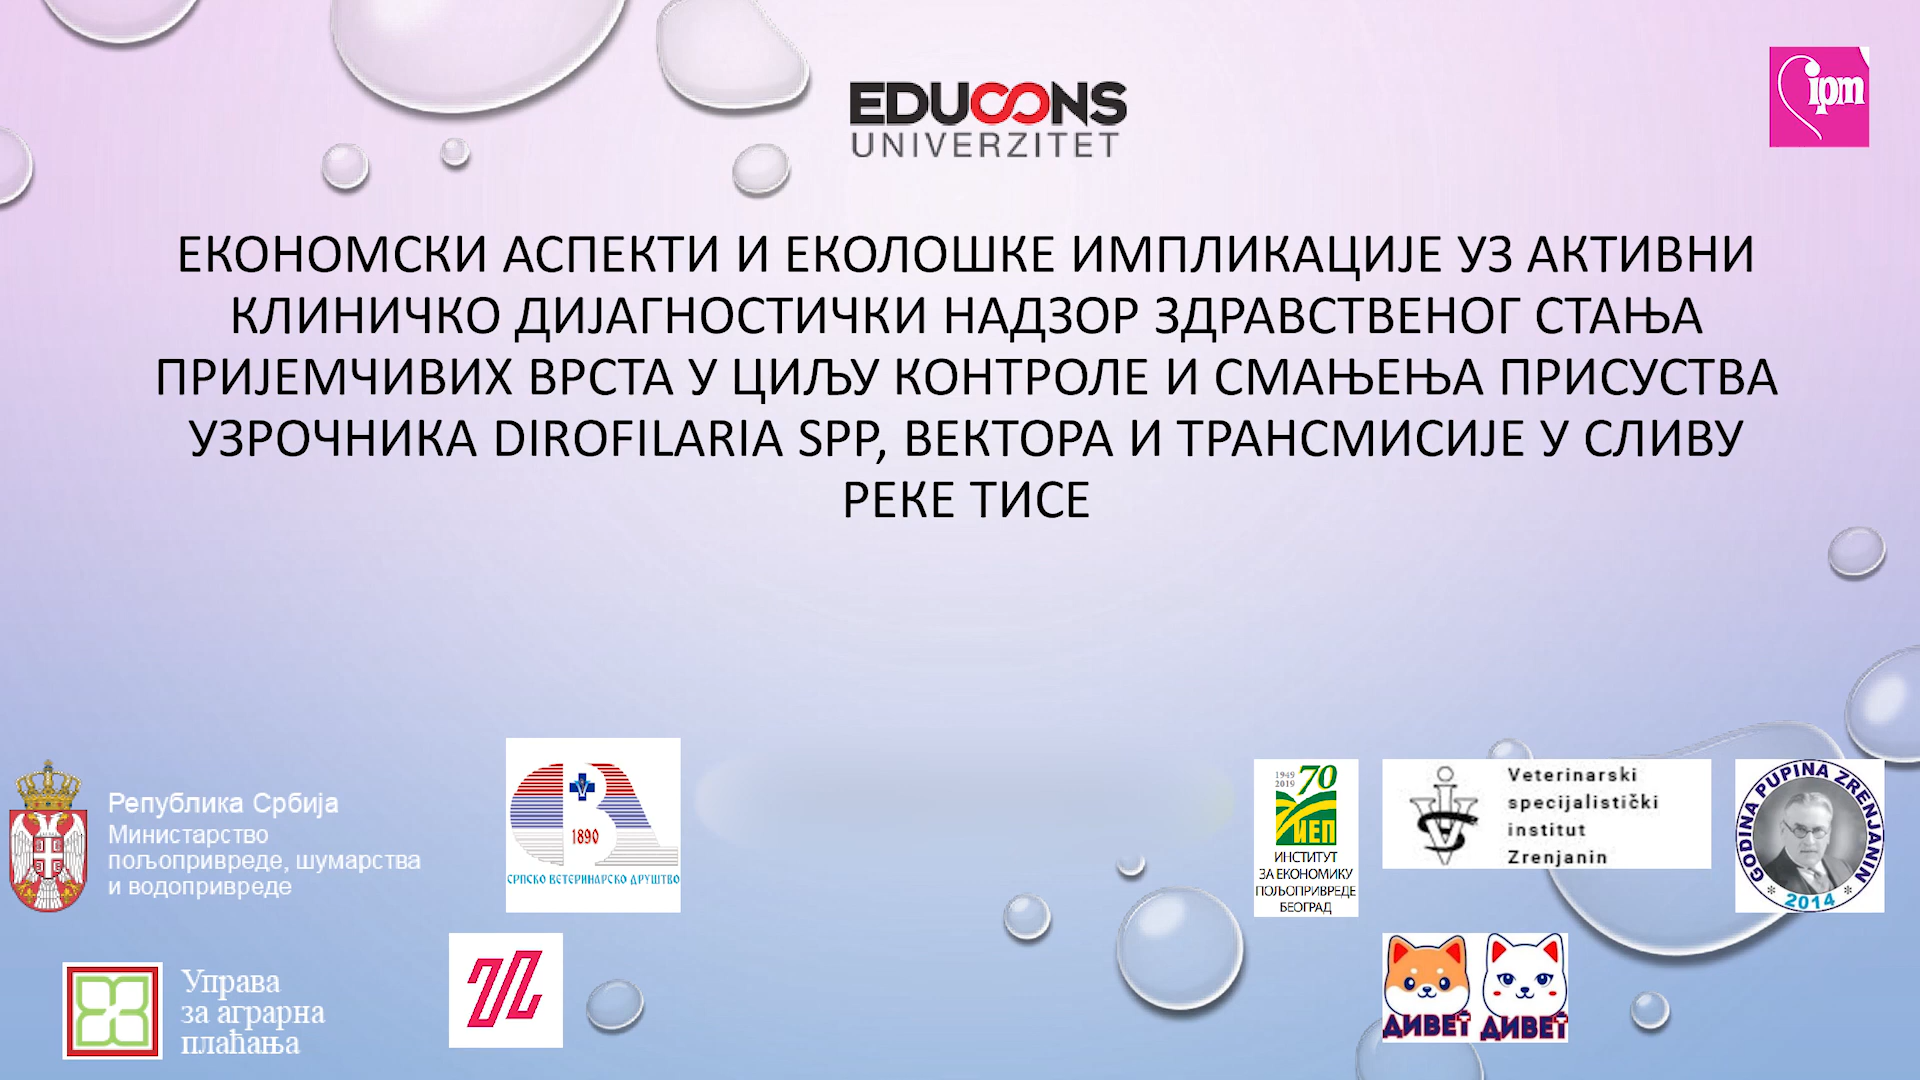 EDUCONS
UNIVERZITET
ipm
ЕКОНОМСКИ АСПЕКТИ И ЕКОЛОШКЕ ИМПЛИКАЦИЈЕ УЗ АКТИВНИ
КЛИНИЧКО ДИЈАГНОСТИЧКИ НАДЗОР ЗДРАВСТВЕНОГ СТАЊА
ПРИЈЕМЧИВИХ ВРСТА У ЦИЉУ КОНТРОЛЕ И СМАЊЕЊА ПРИСУСТВА
УЗРОЧНИКА DIROFILARIA SPP, ВЕКТОРА И ТРАНСМИСИЈЕ У СЛИВУ
РЕКЕ ТИСЕ
Република Србија
Министарство
пољопривреде, шумарства
и водопривреде
1890
СРПСКО ВЕТЕРИНАРСКО ДРУШТВО
1949
2019
70
ИЕП
ИНСТИТУТ
ЗА ЕКОНОМИКУ
ПОЉОПРИВРЕДЕ
БЕОГРАД
Veterinarski
specijalistički
institut
Zrenjanin
GODINA PUPINA ZRENJANIN
* 2014 *
Управа
за аграрна
плаћања
ДИВЕТ ДИВЕТ